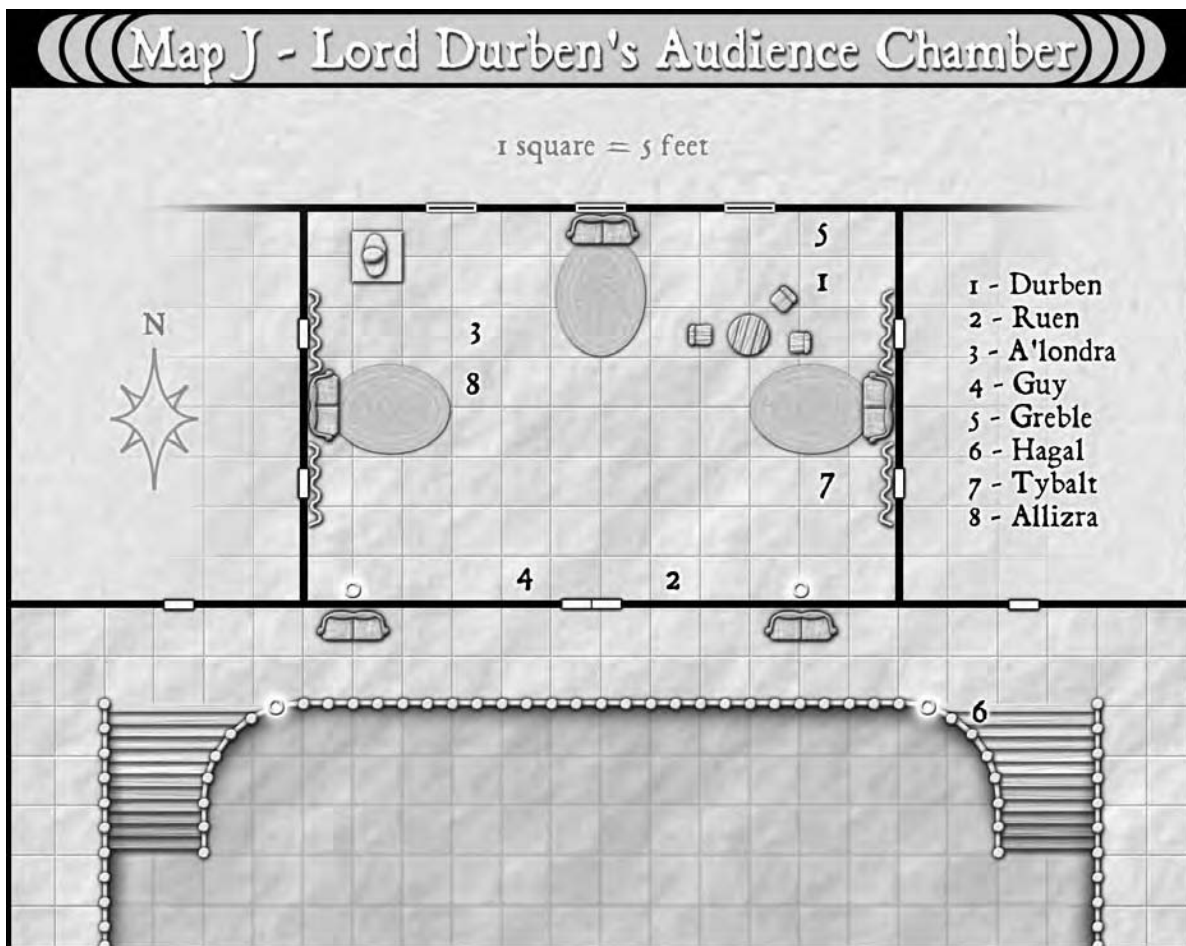 Map J - Lord Durben's Audience Chamber
1 square = 5 feet
5
1
3
8
7
4 2
6
N
1 - Durben
2 - Ruen
3 - A'londra
4 - Guy
5 - Greble
6 - Hagal
7 - Tybalt
8 - Allizra